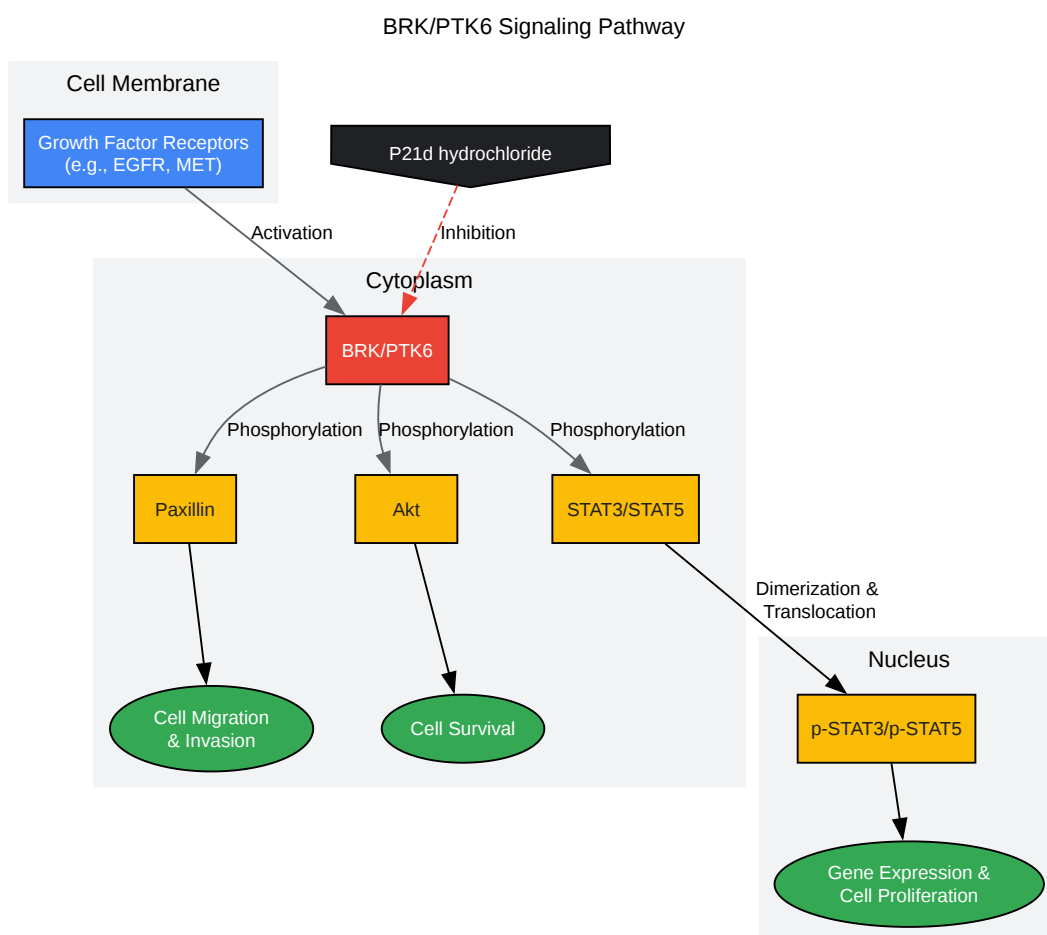 BRK/PTK6 Signaling Pathway
Cell Membrane
Growth Factor Receptors
(e.g., EGFR, MET)
P21d hydrochloride
Activation
Inhibition
Cytoplasm
BRK/PTK6
Phosphorylation
Phosphorylation
Phosphorylation
Paxillin
Akt
STAT3/STAT5
Dimerization &
Translocation
Nucleus
Cell Migration
& Invasion
Cell Survival
p-STAT3/p-STAT5
Gene Expression &
Cell Proliferation